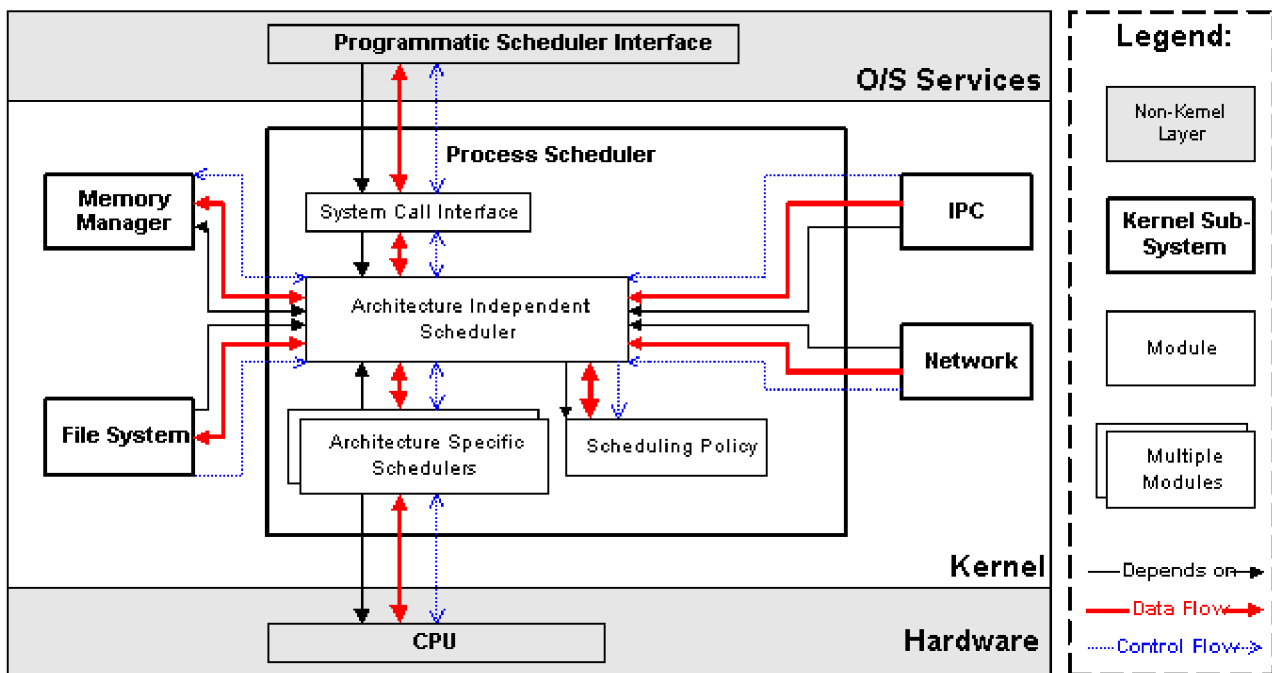 Programmatic Scheduler Interface
O/S Services
Process Scheduler
Memory
Manager
System Call Interface
IPC
Architecture Independent
Scheduler
Network
File System
Architecture Specific
Schedulers
Scheduling Policy
Kernel
CPU
Hardware
Legend:
Non-Kernel
Layer
Kernel Sub-
System
Module
Multiple
Modules
Depends on
Data Flow
Control Flow